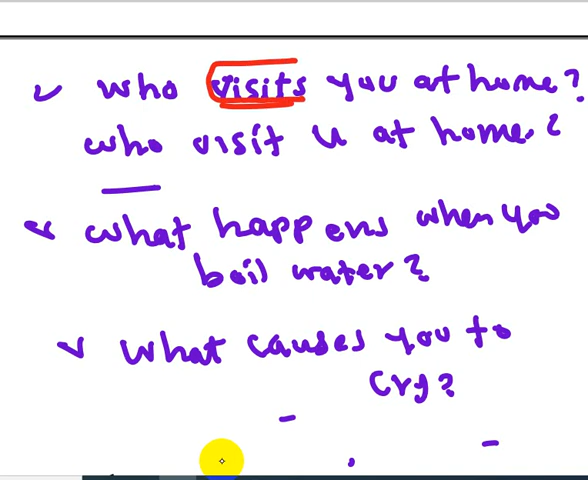 who visits you at home?
who visit u at home?
what happens when you
boil water?
what causes you to
cry?